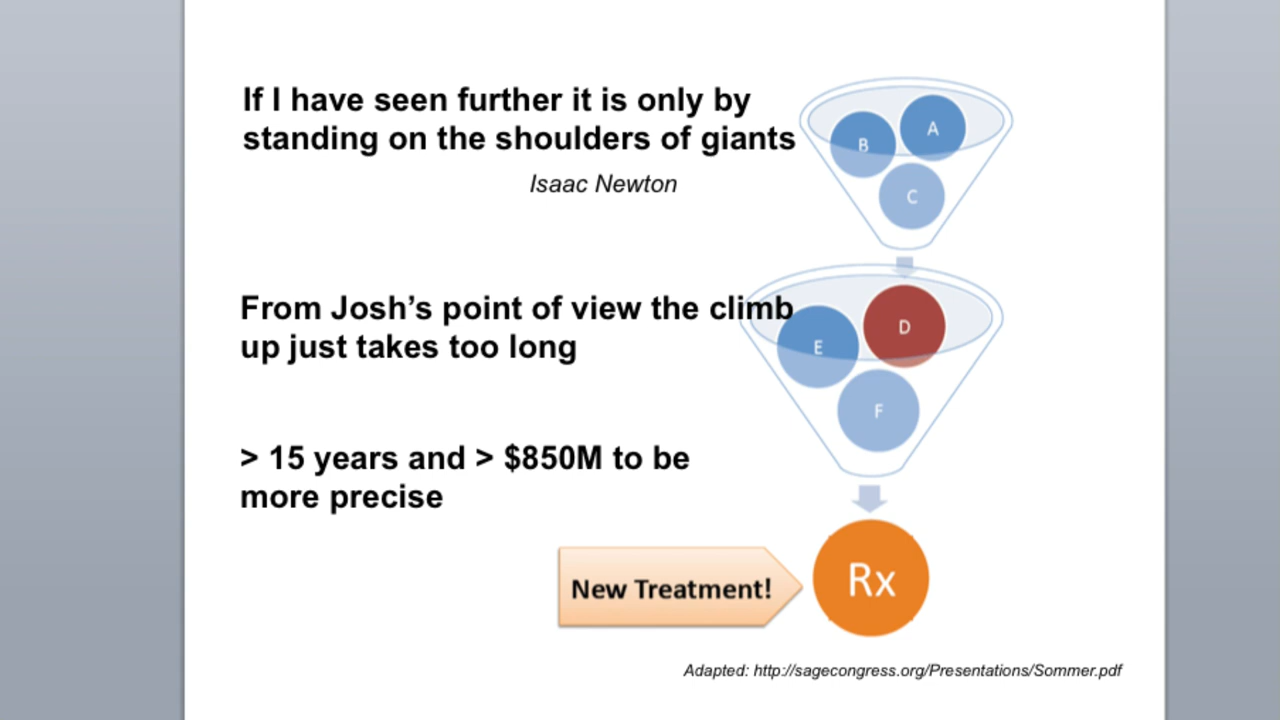 If I have seen further it is only by
standing on the shoulders of giants
Isaac Newton
A
B
C
From Josh’s point of view the climb
up just takes too long
D
E
F
> 15 years and > $850M to be
more precise
New Treatment!
Rx
Adapted: http://sagecongress.org/Presentations/Sommer.pdf